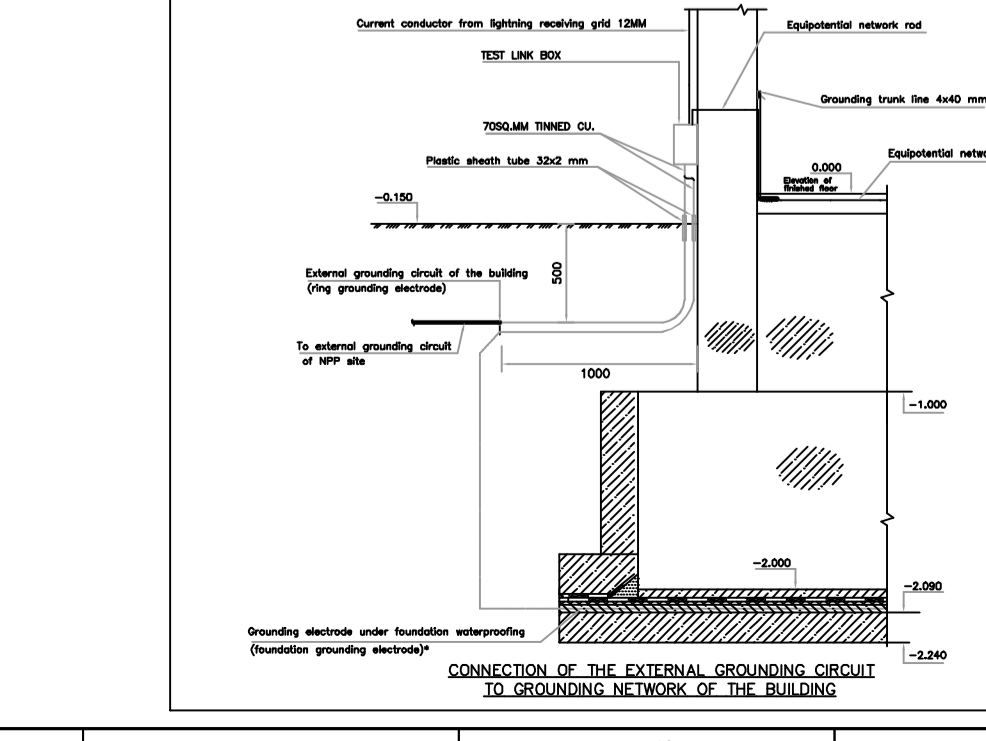 Current conductor from lightning receiving grid 12MM
Equipotential network rod
TEST LINK BOX
Grounding trunk line 4x40 mm
70SQ.MM TINNED CU.
Plastic sheath tube 32x2 mm
Equipotential netwo
0.000
Elevation of
finished floor
-0.150
External grounding circuit of the building
(ring grounding electrode)
500
To external grounding circuit
of NPP site
1000
-1.000
-2.000
-2.090
Grounding electrode under foundation waterproofing
(foundation grounding electrode)*
-2.240
CONNECTION OF THE EXTERNAL GROUNDING CIRCUIT
TO GROUNDING NETWORK OF THE BUILDING